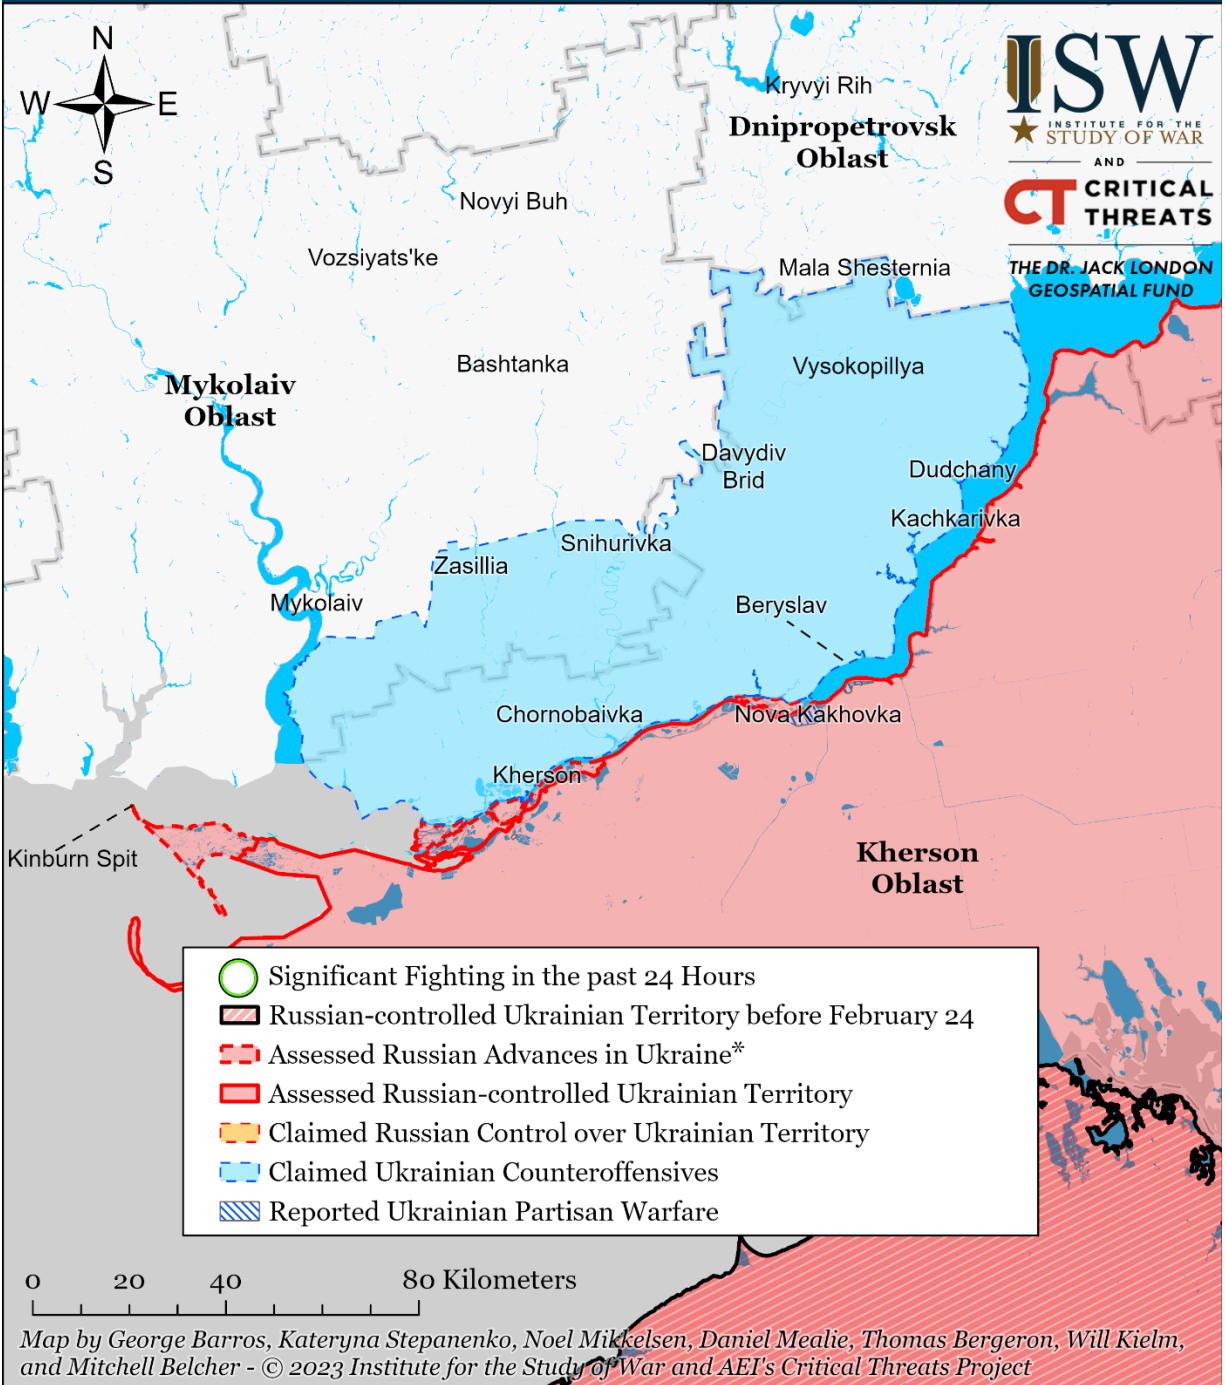 N
W
E
S
ISW
INSTITUTE FOR THE
STUDY OF WAR
AND
CT CRITICAL
THREATS
THE DR. JACK LONDON
GEOSPATIAL FUND
Kryvyi Rih
Dnipropetrovsk
Oblast
Novyi Buh
Vozsiyats'ke
Mala Shesternia
Bashtanka
Vysokopillya
Mykolaiv
Oblast
Davydiv
Brid
Dudchany
Kachkarivka
Snihurivka
Zasillia
Mykolaiv
Beryslav
Chornobaivka
Nova Kakhovka
Kherson
Kinburn Spit
Kherson
Oblast
Significant Fighting in the past 24 Hours
Russian-controlled Ukrainian Territory before February 24
Assessed Russian Advances in Ukraine*
Assessed Russian-controlled Ukrainian Territory
Claimed Russian Control over Ukrainian Territory
Claimed Ukrainian Counteroffensives
Reported Ukrainian Partisan Warfare
0 20 40 80 Kilometers
Map by George Barros, Kateryna Stepanenko, Noel Mikkelsen, Daniel Mealie, Thomas Bergeron, Will Kielm,
and Mitchell Belcher - © 2023 Institute for the Study of War and AEI's Critical Threats Project